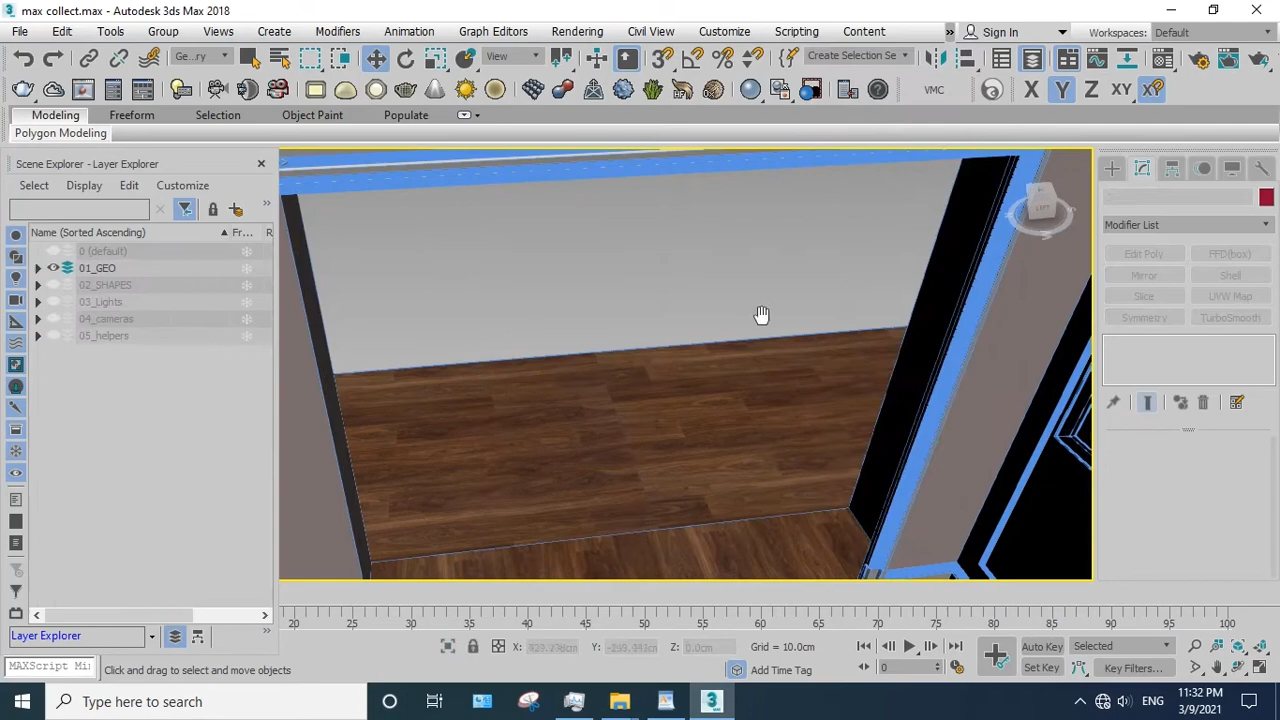 max collect.max - Autodesk 3ds Max 2018
File Edit Tools Group Views Create Modifiers Animation Graph Editors Rendering Civil View Customize Scripting Content » Sign In Workspaces: Default
Ge...ry View Create Selection Se
VMC X Y Z XY XY
Modeling Freeform Selection Object Paint Populate
Polygon Modeling
Scene Explorer - Layer Explorer
Select Display Edit Customize
Name (Sorted Ascending) Fr... R
0 (default)
01_GEO
02_SHAPES
03_Lights
04_cameras
05_helpers
LEFT
Modifier List
Edit Poly FFD(box)
Mirror Shell
Slice UVW Map
Symmetry TurboSmooth
20 25 30 35 40 45 50 55 60 65 70 75 80 85 90 95 100
Layer Explorer
X: Y: Z: 0.0cm Grid = 10.0cm
Auto Key Selected
MAXScript Mi Click and drag to select and move objects Add Time Tag 0 Set Key Key Filters...
Type here to search
ENG
11:32 PM
3/9/2021